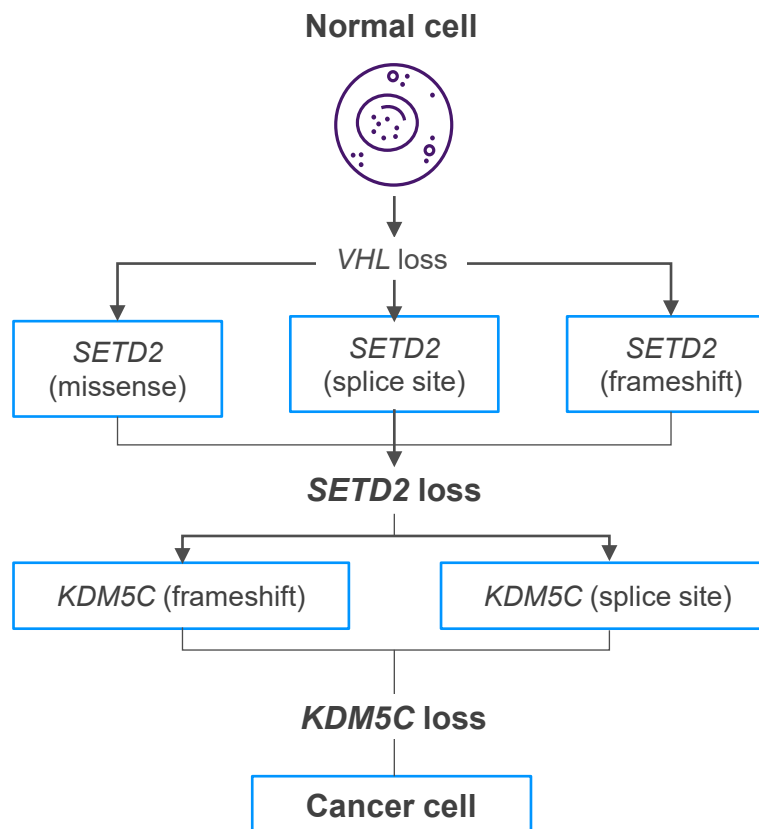 Normal cell
VHL loss
SETD2
(missense)
SETD2
(splice site)
SETD2
(frameshift)
SETD2 loss
KDM5C (frameshift)
KDM5C (splice site)
KDM5C loss
Cancer cell